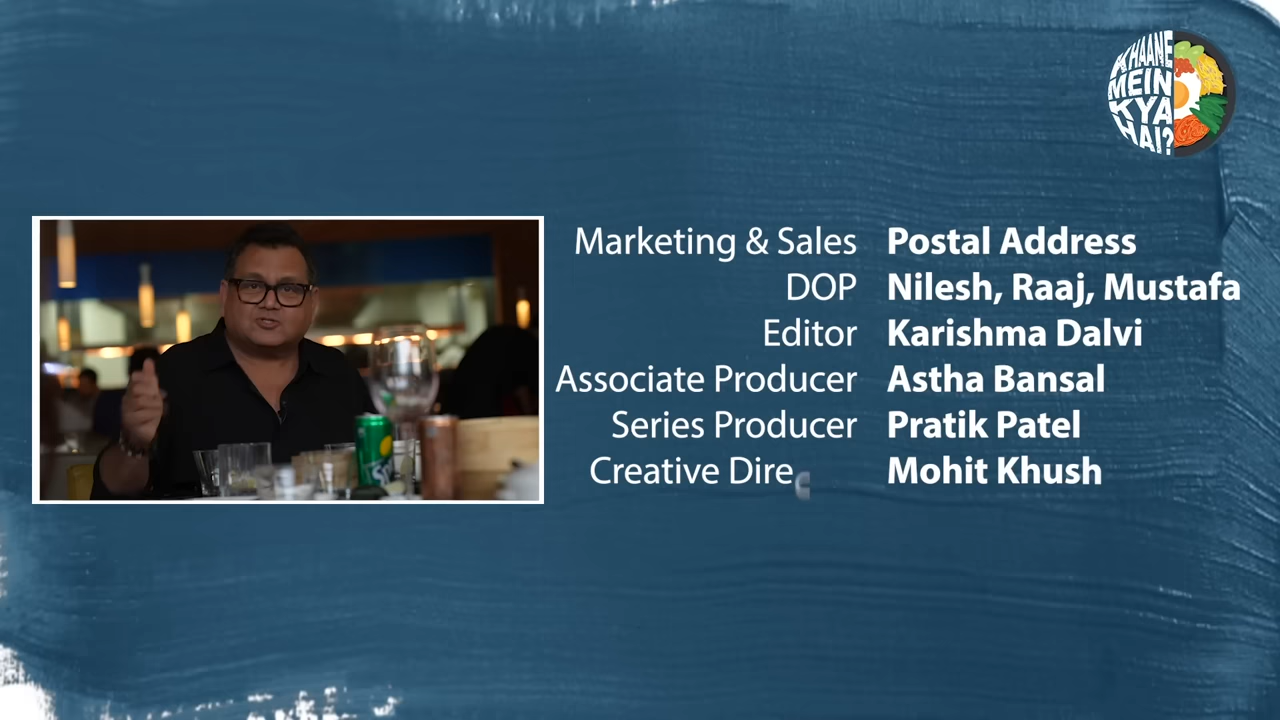 KHAANE
MEIN
KYA
HAI?
Marketing & Sales Postal Address
DOP Nilesh, Raaj, Mustafa
Editor Karishma Dalvi
Associate Producer Astha Bansal
Series Producer Pratik Patel
Creative Direc Mohit Khush